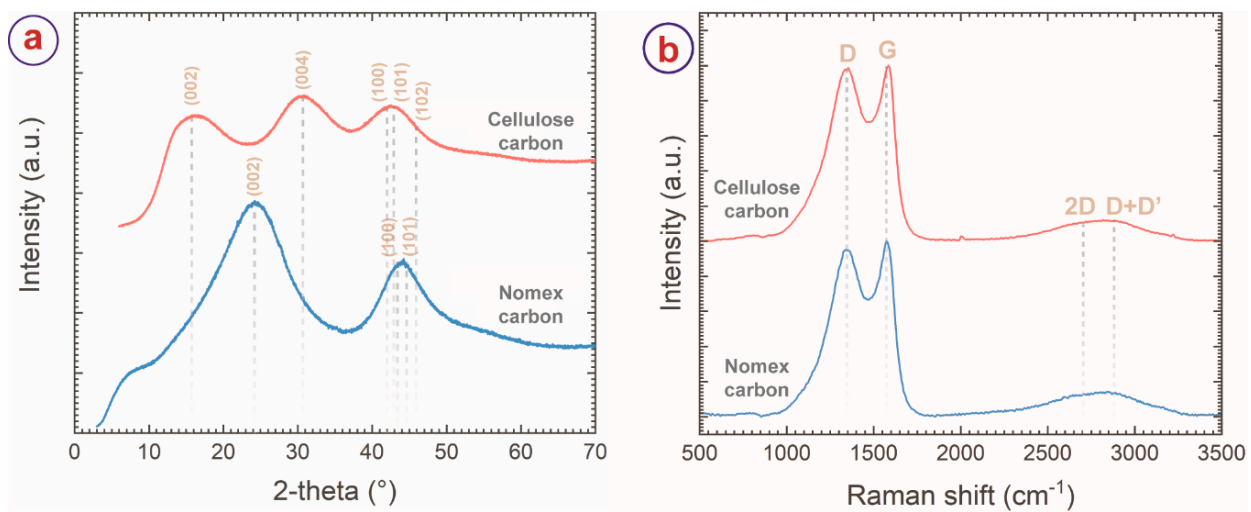 a
(002)
(004)
(100)
(101)
(102)
Cellulose
carbon
(002)
(100)
(101)
Nomex
carbon
Intensity (a.u.)
0 10 20 30 40 50 60 70
2-theta (°)
b
D
G
Cellulose
carbon
2D
D+D’
Nomex
carbon
Intensity (a.u.)
500 1000 1500 2000 2500 3000 3500
Raman shift (cm⁻¹)